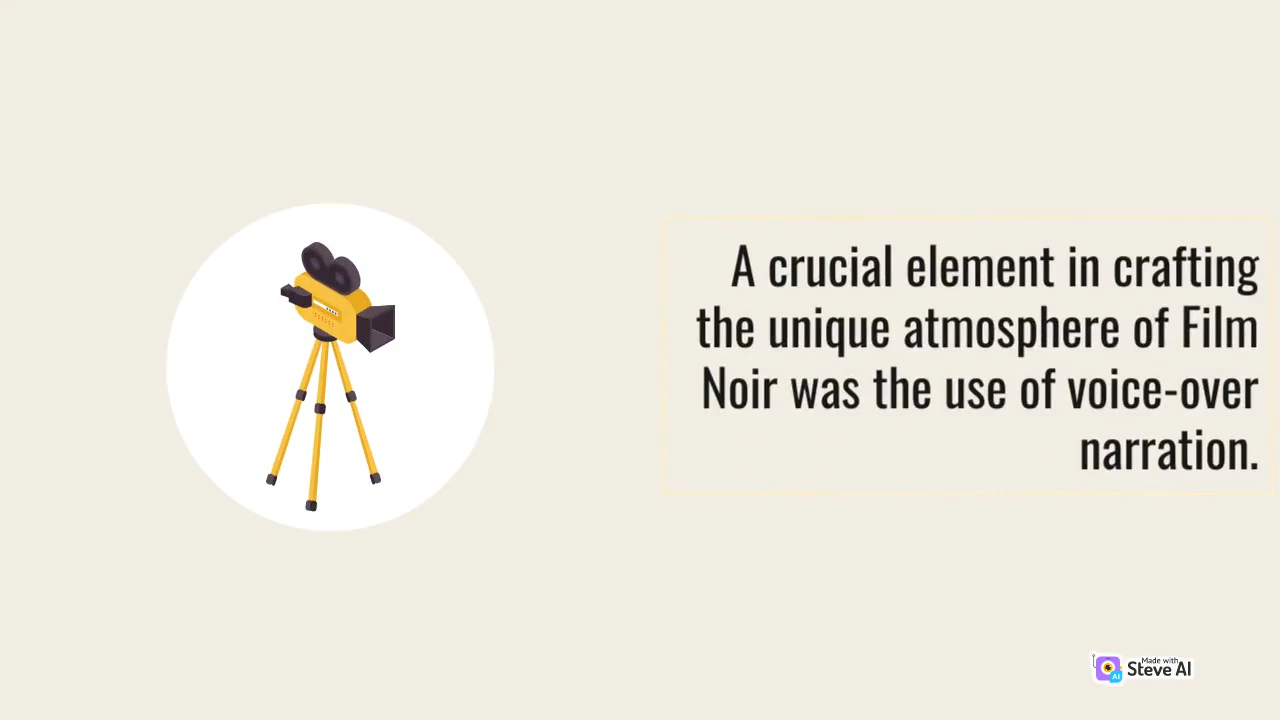 A crucial element in crafting
the unique atmosphere of Film
Noir was the use of voice-over
narration.
Made with
Steve AI
AI